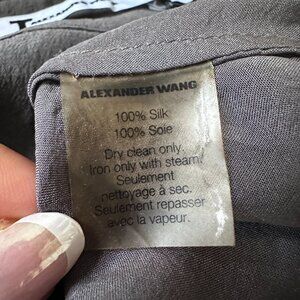 T
ALEXANDER WANG
100% Silk
100% Soie
Dry clean only.
Iron only with steam.
Seulement
nettoyage à sec.
Seulement repasser
avec la vapeur.